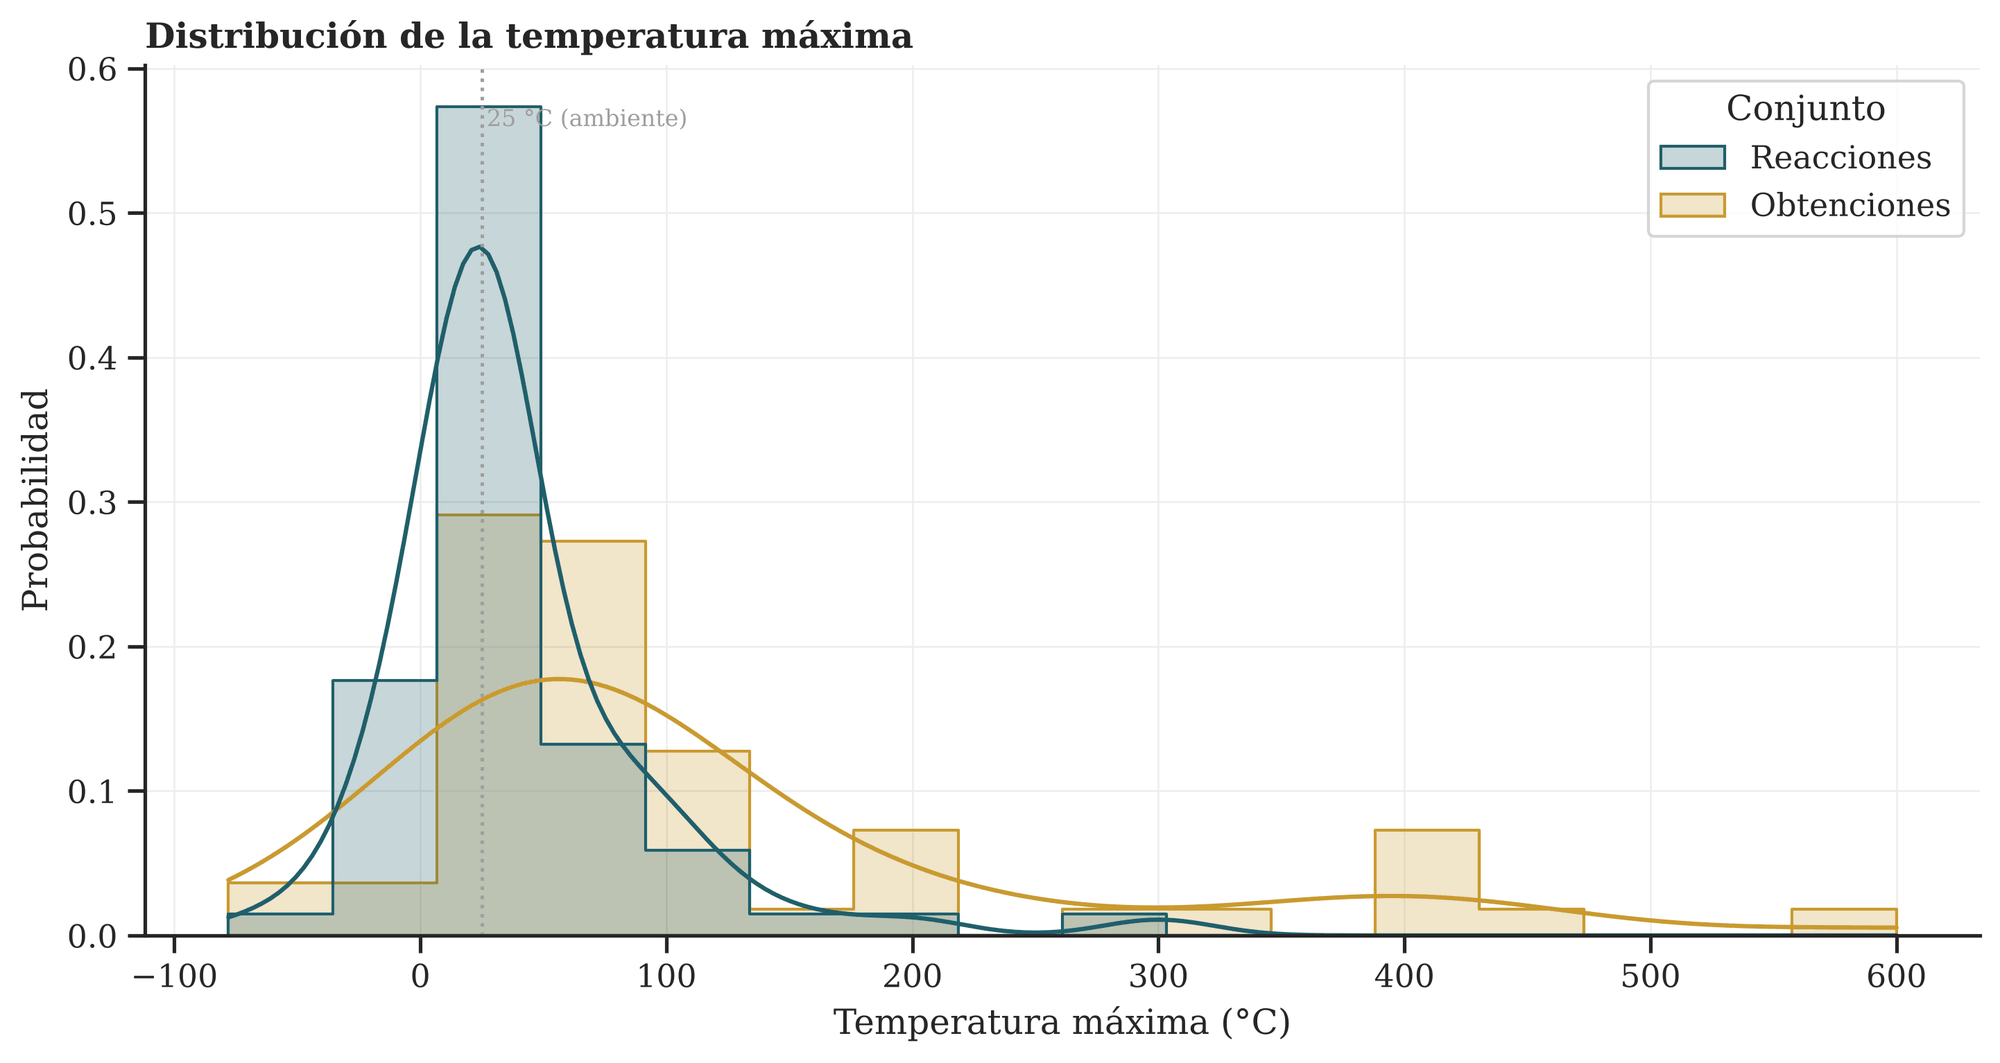 Distribución de la temperatura máxima
25 °C (ambiente)
Conjunto
Reacciones
Obtenciones
Probabilidad
0.6
0.5
0.4
0.3
0.2
0.1
0.0
−100 0 100 200 300 400 500 600
Temperatura máxima (°C)